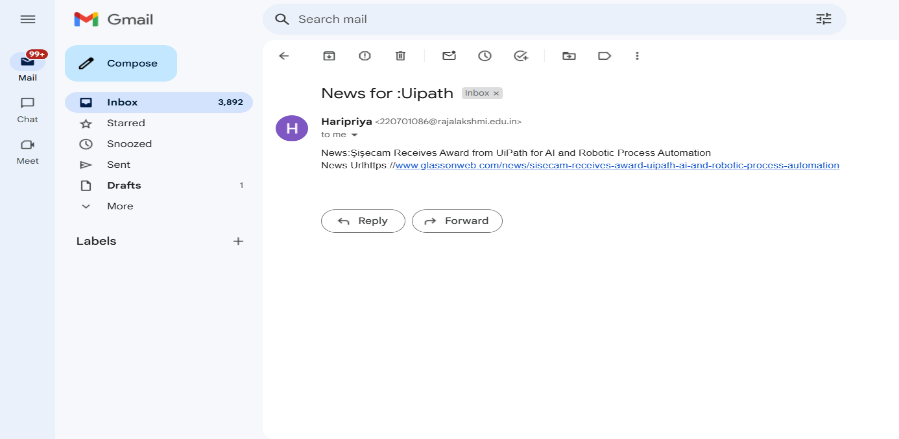 Gmail
Search mail
99+
Mail
Chat
Meet
Compose
Inbox 3,892
Starred
Snoozed
Sent
Drafts 1
More
Labels +
News for :Uipath Inbox ×
H
Haripriya <220701086@rajalakshmi.edu.in>
to me
News:Şişecam Receives Award from UiPath for AI and Robotic Process Automation
News Urlhttps //www.glassonweb.com/news/sisecam-receives-award-uipath-ai-and-robotic-process-automation
Reply
Forward